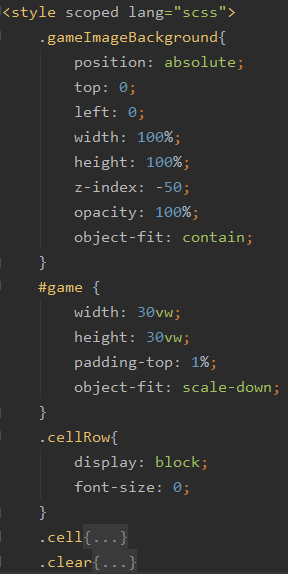 <style scoped lang="scss">
.gameImageBackground{
position: absolute;
top: 0;
left: 0;
width: 100%;
height: 100%;
z-index: -50;
opacity: 100%;
object-fit: contain;
}
#game {
width: 30vw;
height: 30vw;
padding-top: 1%;
object-fit: scale-down;
}
.cellRow{
display: block;
font-size: 0;
}
.cell{...}
.clear{...}